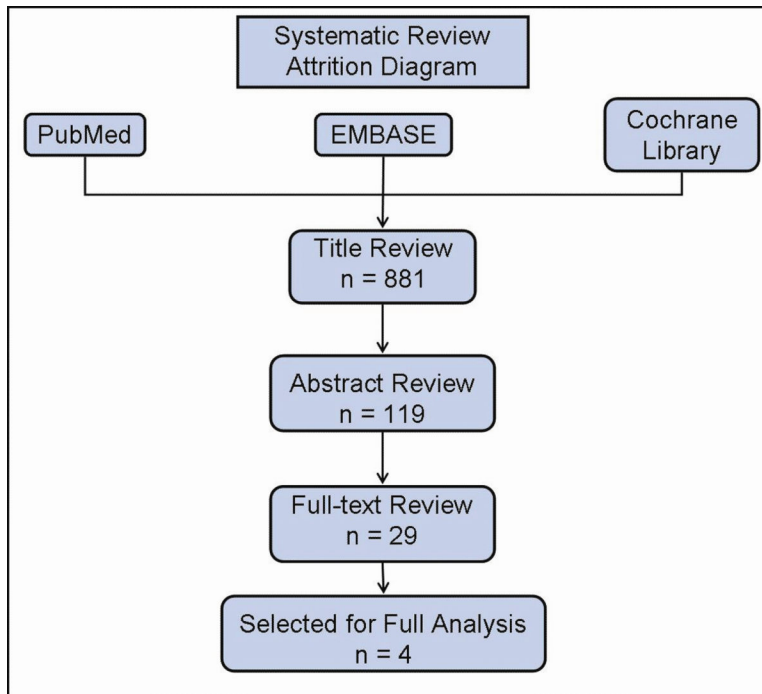 Systematic Review
Attrition Diagram
PubMed
EMBASE
Cochrane
Library
Title Review
n = 881
Abstract Review
n = 119
Full-text Review
n = 29
Selected for Full Analysis
n = 4